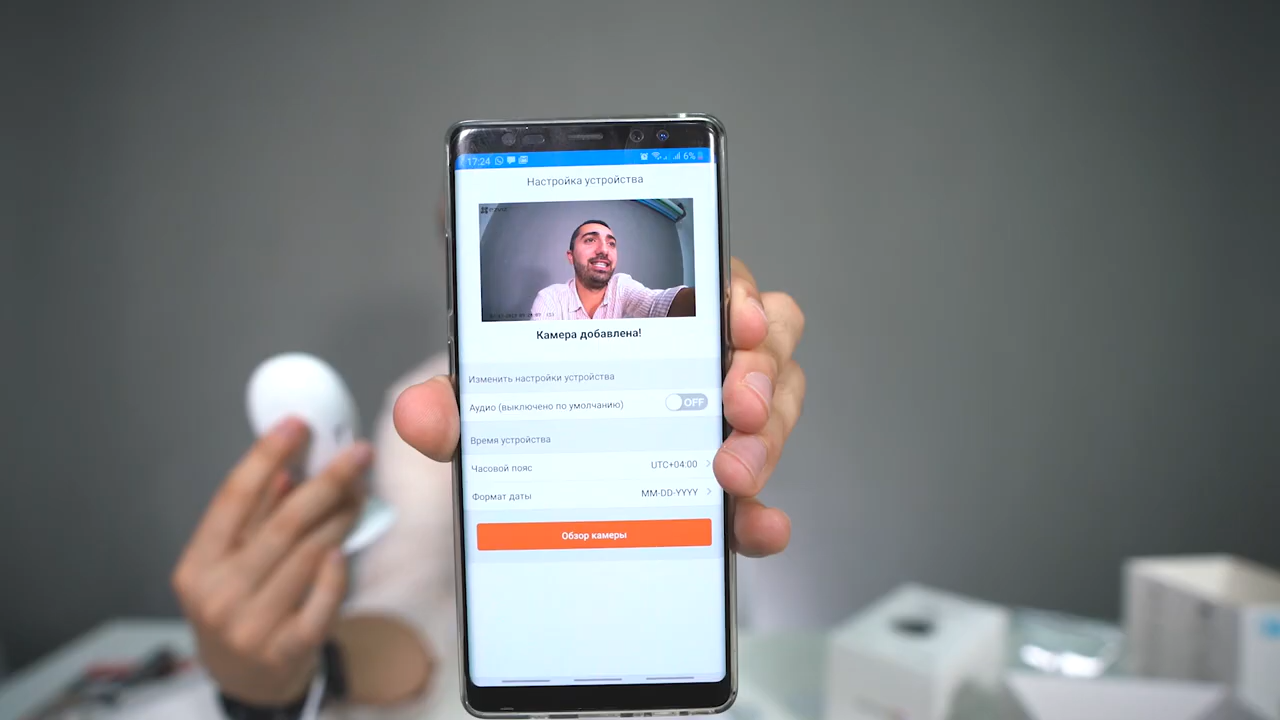 17:24
6%
Настройка устройства
Камера добавлена!
Изменить настройки устройства
Аудио (выключено по умолчанию)
OFF
Время устройства
Часовой пояс
UTC+04:00
Формат даты
MM-DD-YYYY
Обзор камеры